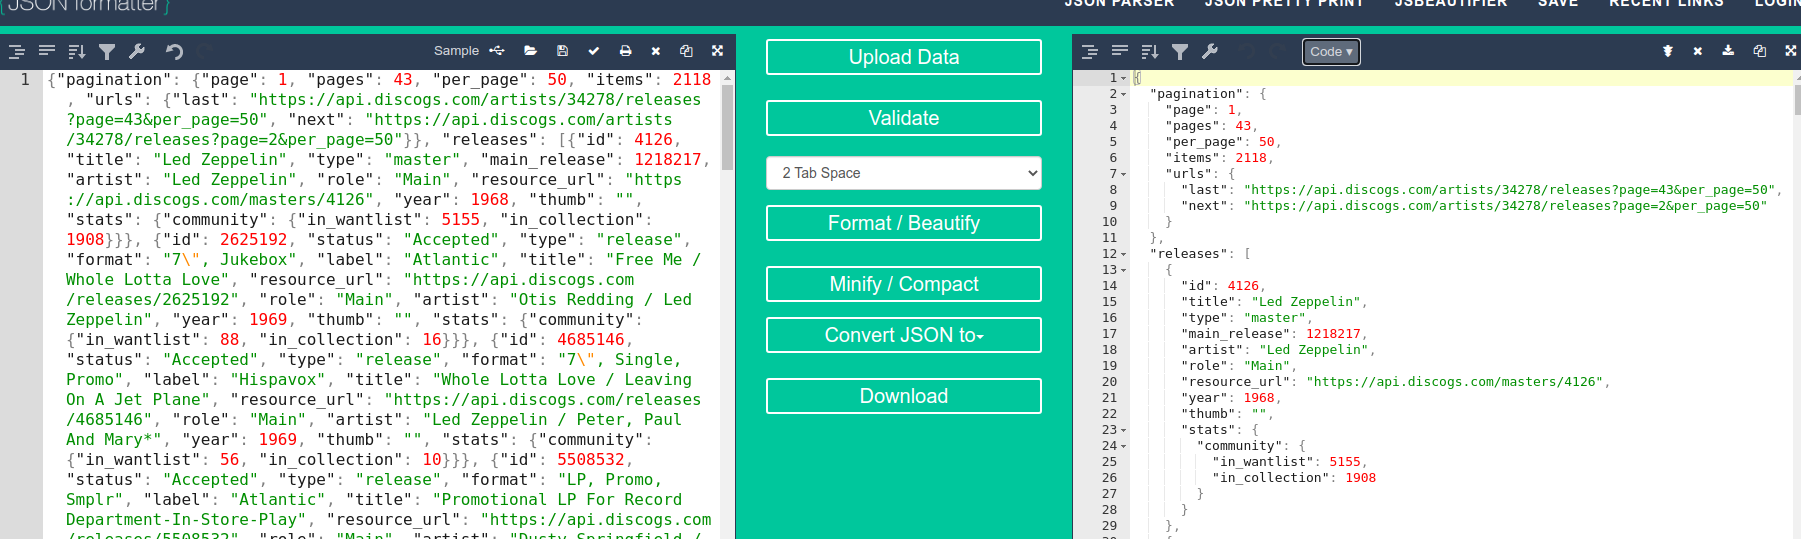 {JSON formatter}
JSON PARSER JSON PRETTY PRINT JSBEAUTIFIER SAVE RECENT LINKS LOGIN
Sample
1 {"pagination": {"page": 1, "pages": 43, "per_page": 50, "items": 2118
, "urls": {"last": "https://api.discogs.com/artists/34278/releases
?page=43&per_page=50", "next": "https://api.discogs.com/artists
/34278/releases?page=2&per_page=50"}}, "releases": [{"id": 4126,
"title": "Led Zeppelin", "type": "master", "main_release": 1218217,
"artist": "Led Zeppelin", "role": "Main", "resource_url": "https
://api.discogs.com/masters/4126", "year": 1968, "thumb": "",
"stats": {"community": {"in_wantlist": 5155, "in_collection":
1908}}}, {"id": 2625192, "status": "Accepted", "type": "release",
"format": "7\", Jukebox", "label": "Atlantic", "title": "Free Me /
Whole Lotta Love", "resource_url": "https://api.discogs.com
/releases/2625192", "role": "Main", "artist": "Otis Redding / Led
Zeppelin", "year": 1969, "thumb": "", "stats": {"community":
{"in_wantlist": 88, "in_collection": 16}}}, {"id": 4685146,
"status": "Accepted", "type": "release", "format": "7\", Single,
Promo", "label": "Hispavox", "title": "Whole Lotta Love / Leaving
On A Jet Plane", "resource_url": "https://api.discogs.com/releases
/4685146", "role": "Main", "artist": "Led Zeppelin / Peter, Paul
And Mary*", "year": 1969, "thumb": "", "stats": {"community":
{"in_wantlist": 56, "in_collection": 10}}}, {"id": 5508532,
"status": "Accepted", "type": "release", "format": "LP, Promo,
Smplr", "label": "Atlantic", "title": "Promotional LP For Record
Department-In-Store-Play", "resource_url": "https://api.discogs.com
/releases/5508532", "role": "Main", "artist": "Dusty Springfield /
Upload Data
Validate
2 Tab Space
Format / Beautify
Minify / Compact
Convert JSON to
Download
Code ▾
1 {
2 "pagination": {
3 "page": 1,
4 "pages": 43,
5 "per_page": 50,
6 "items": 2118,
7 "urls": {
8 "last": "https://api.discogs.com/artists/34278/releases?page=43&per_page=50",
9 "next": "https://api.discogs.com/artists/34278/releases?page=2&per_page=50"
10 }
11 },
12 "releases": [
13 {
14 "id": 4126,
15 "title": "Led Zeppelin",
16 "type": "master",
17 "main_release": 1218217,
18 "artist": "Led Zeppelin",
19 "role": "Main",
20 "resource_url": "https://api.discogs.com/masters/4126",
21 "year": 1968,
22 "thumb": "",
23 "stats": {
24 "community": {
25 "in_wantlist": 5155,
26 "in_collection": 1908
27 }
28 }
29 },